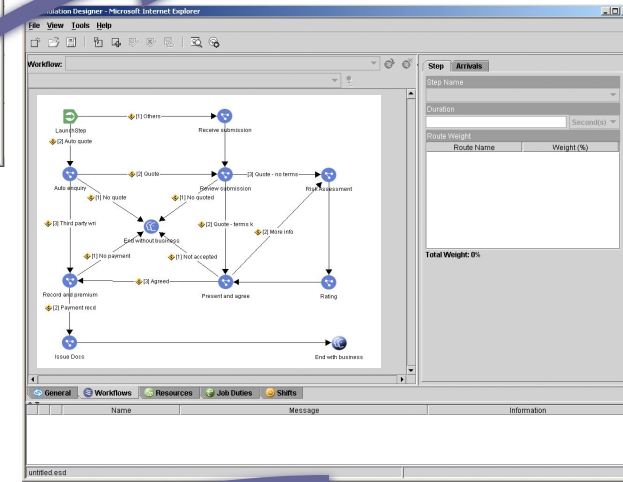 Simulation Designer - Microsoft Internet Explorer
File View Tools Help
Workflow:
Step Arrivals
Step Name
Duration
Second(s)
Route Weight
Route Name Weight (%)
Total Weight: 0%
[1] Others
LaunchStep
Receive submission
[2] Auto quote
[2] Quote
[3] Quote - no terms
Auto enquiry
Review submission
Risk Assessment
[1] No quote
[1] No quoted
[3] Third party wri
[2] Quote - terms k
[2] More info
End without business
[1] No payment
[1] Not accepted
[3] Agreed
Record and premium
Present and agree
Rating
[2] Payment recd
Issue Docs
End with business
General Workflows Resources Job Duties Shifts
Name Message Information
untitled.esd